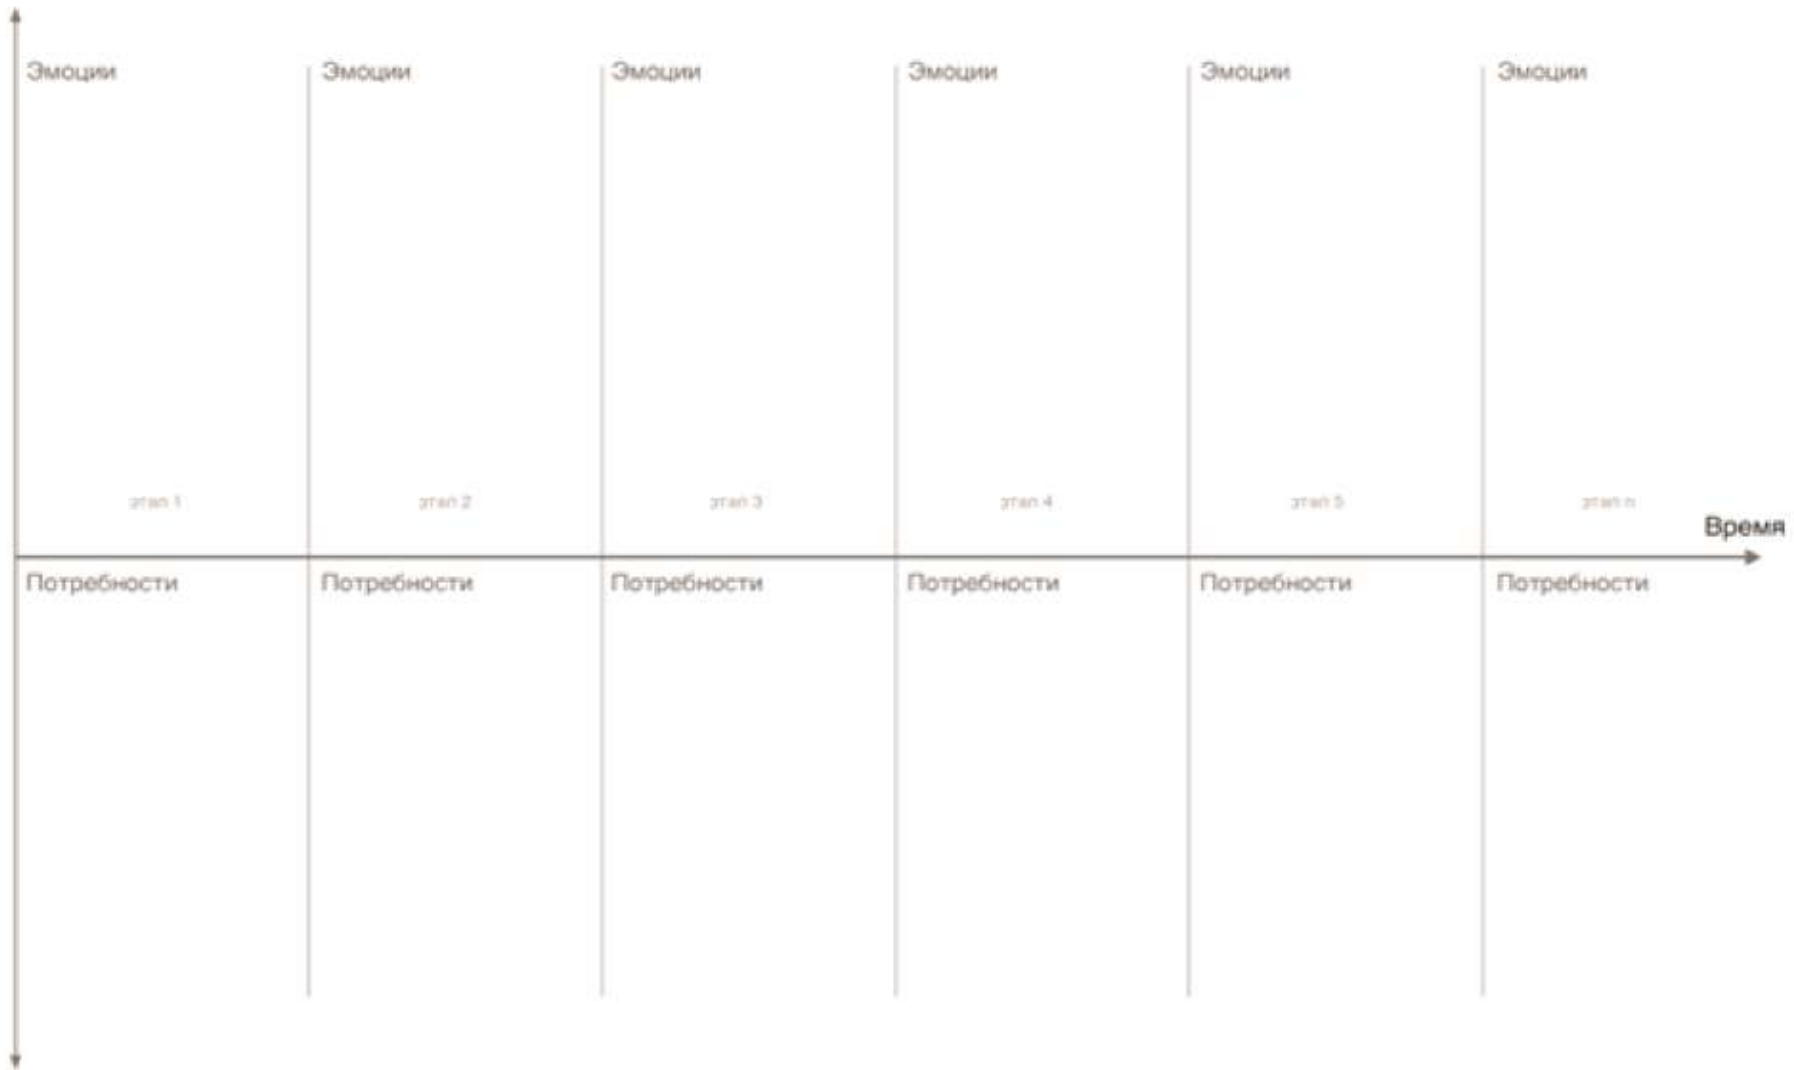 Эмоции Эмоции Эмоции Эмоции Эмоции Эмоции
этап 1 этап 2 этап 3 этап 4 этап 5 этап n
Время
Потребности Потребности Потребности Потребности Потребности Потребности